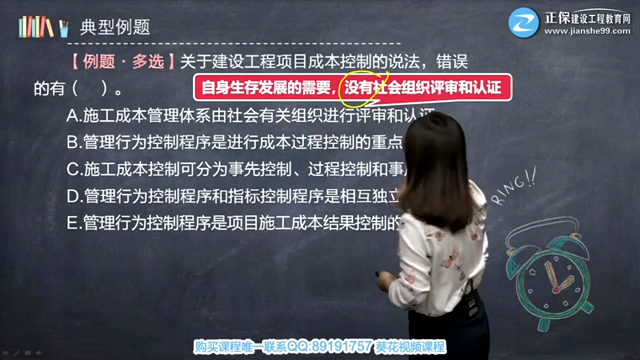 典型例题
正保建设工程教育网
www.jianshe99.com
【例题·多选】关于建设工程项目成本控制的说法，错误
的有（　）。
自身生存发展的需要，没有社会组织评审和认证
A.施工成本管理体系由社会有关组织进行评审和认证
B.管理行为控制程序是进行成本过程控制的重点
C.施工成本控制可分为事先控制、过程控制和事
D.管理行为控制程序和指标控制程序是相互独立
E.管理行为控制程序是项目施工成本结果控制的
RING!!
购买课程唯一联系QQ:89191757 葵花视频课程